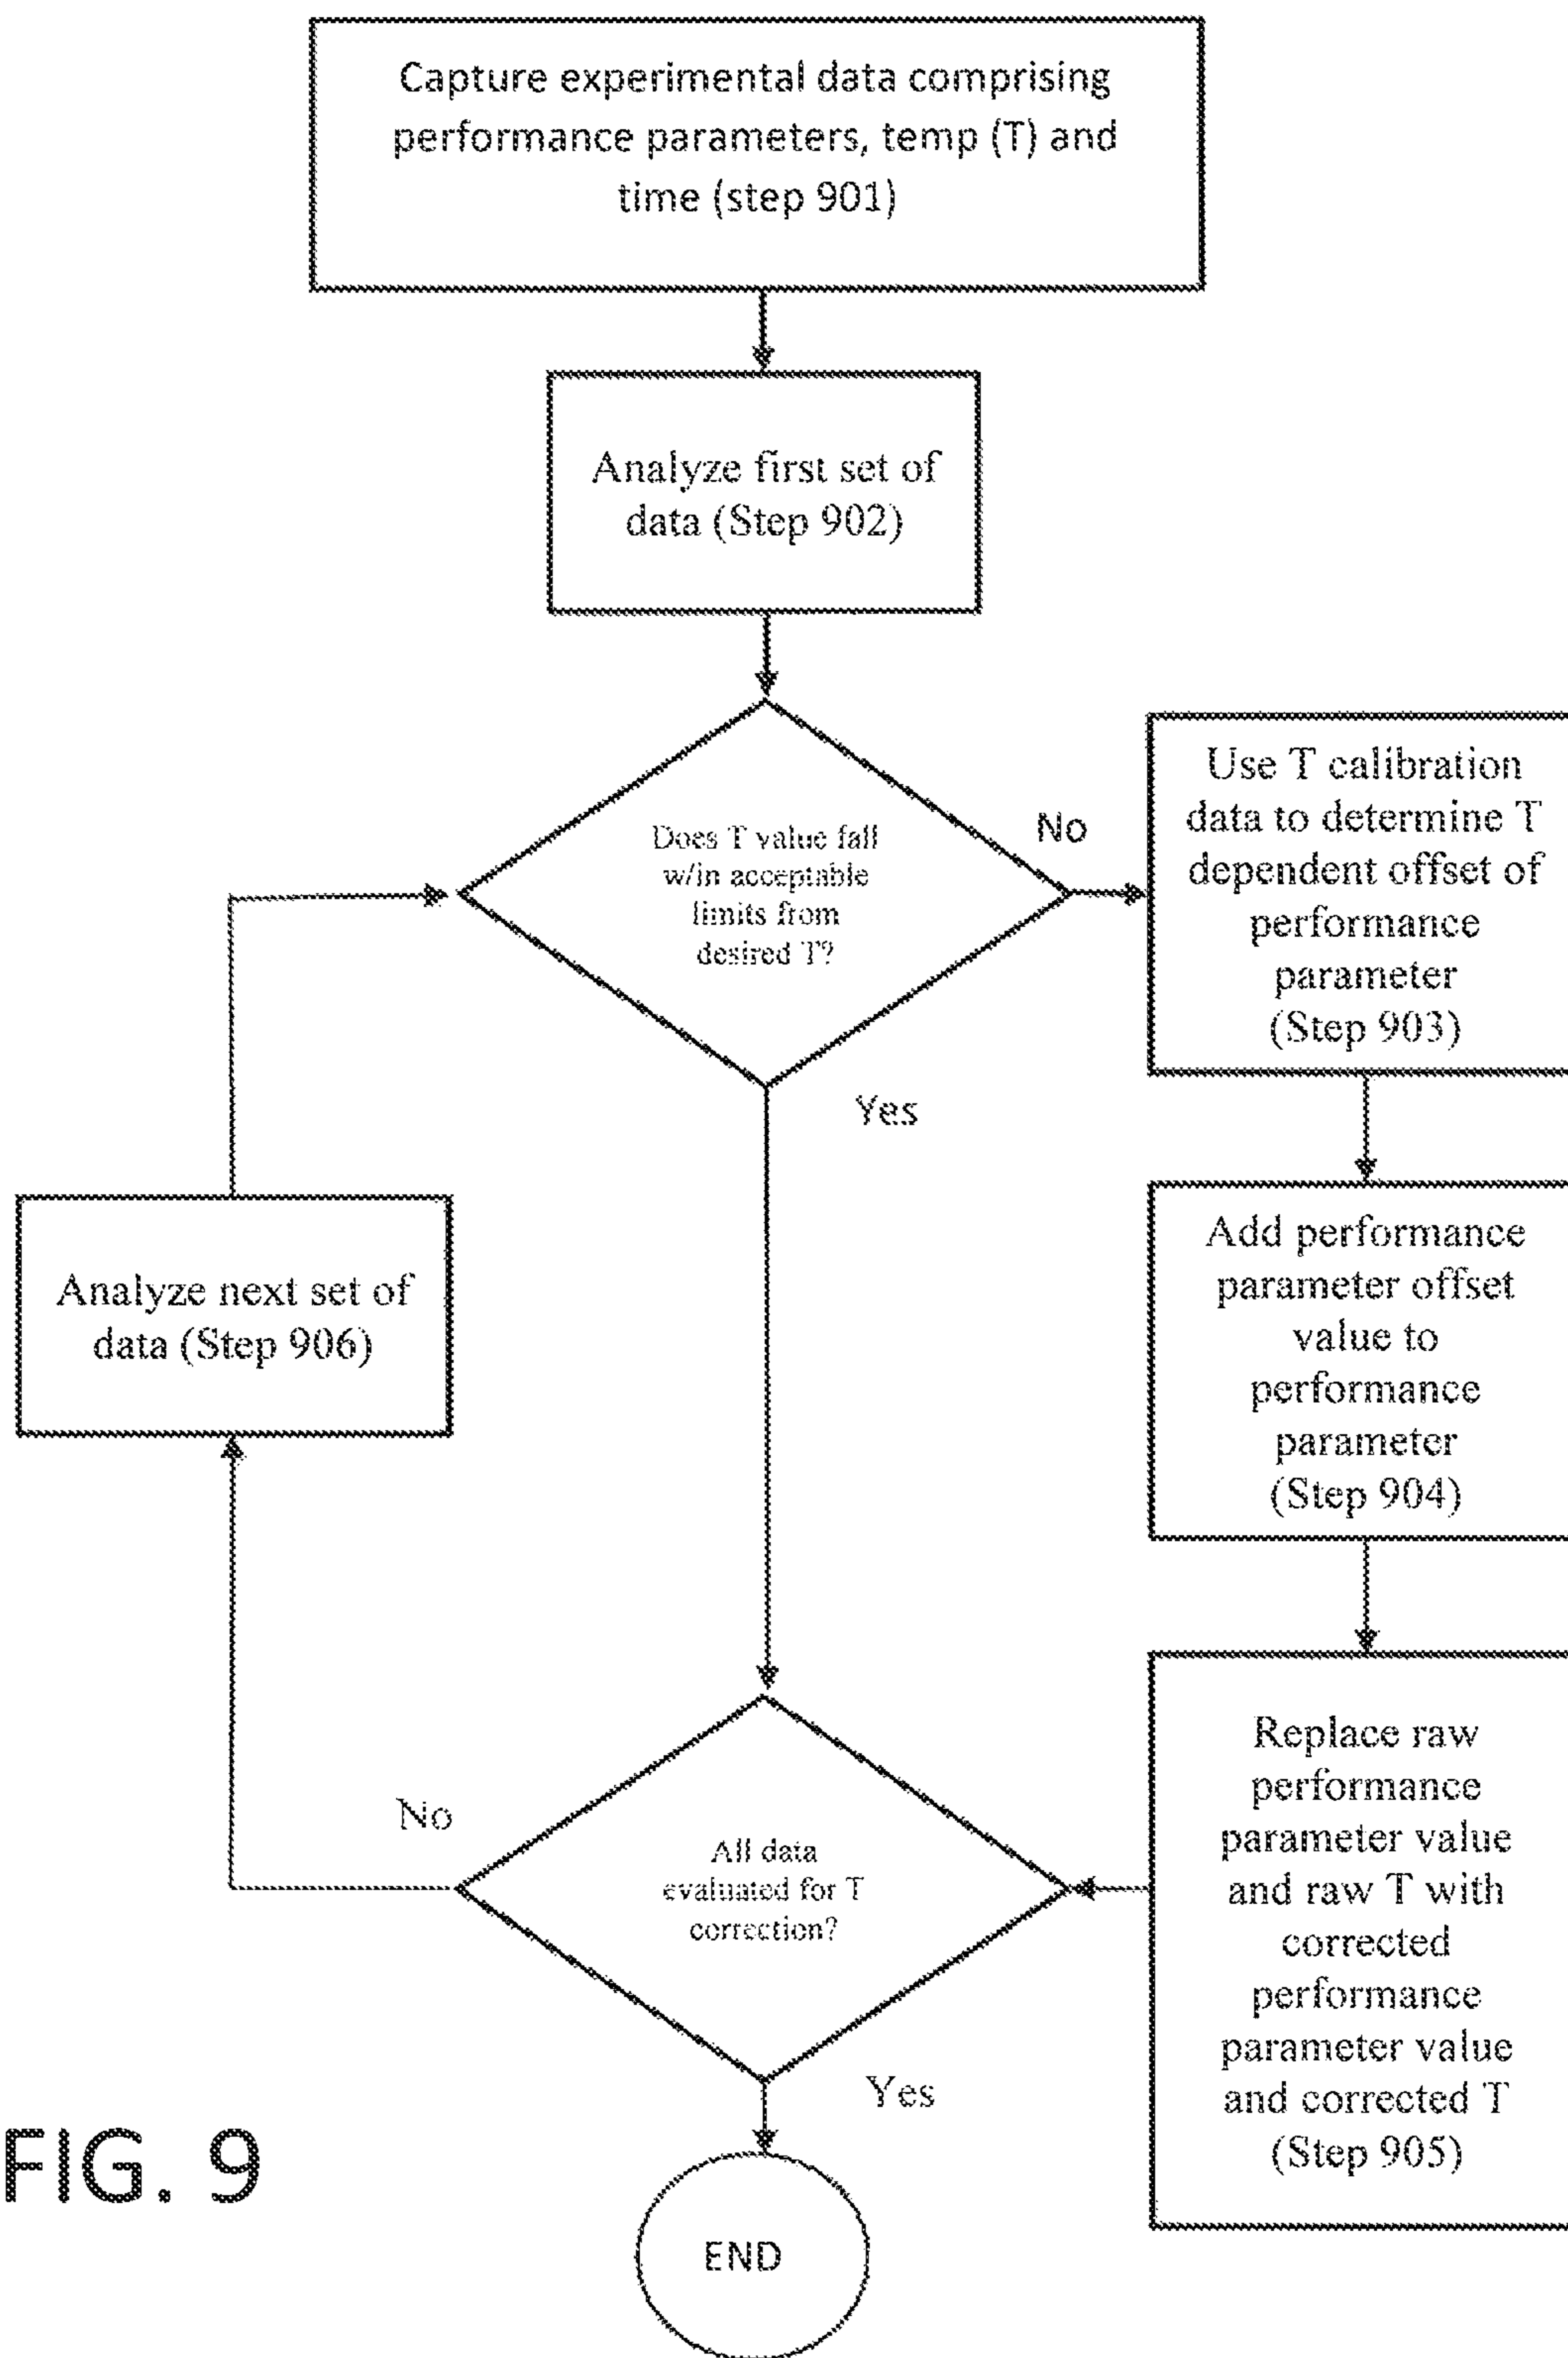 Capture experimental data comprising
performance parameters, temp (T) and
time (step 901)
Analyze first set of
data (Step 902)
Does T value fall
w/in acceptable
limits from
desired T?
No
Use T calibration
data to determine T
dependent offset of
performance
parameter
(Step 903)
Yes
Add performance
parameter offset
value to
performance
parameter
(Step 904)
Analyze next set of
data (Step 906)
Replace raw
performance
parameter value
and raw T with
corrected
performance
parameter value
and corrected T
(Step 905)
No
All data
evaluated for T
correction?
Yes
END
FIG. 9